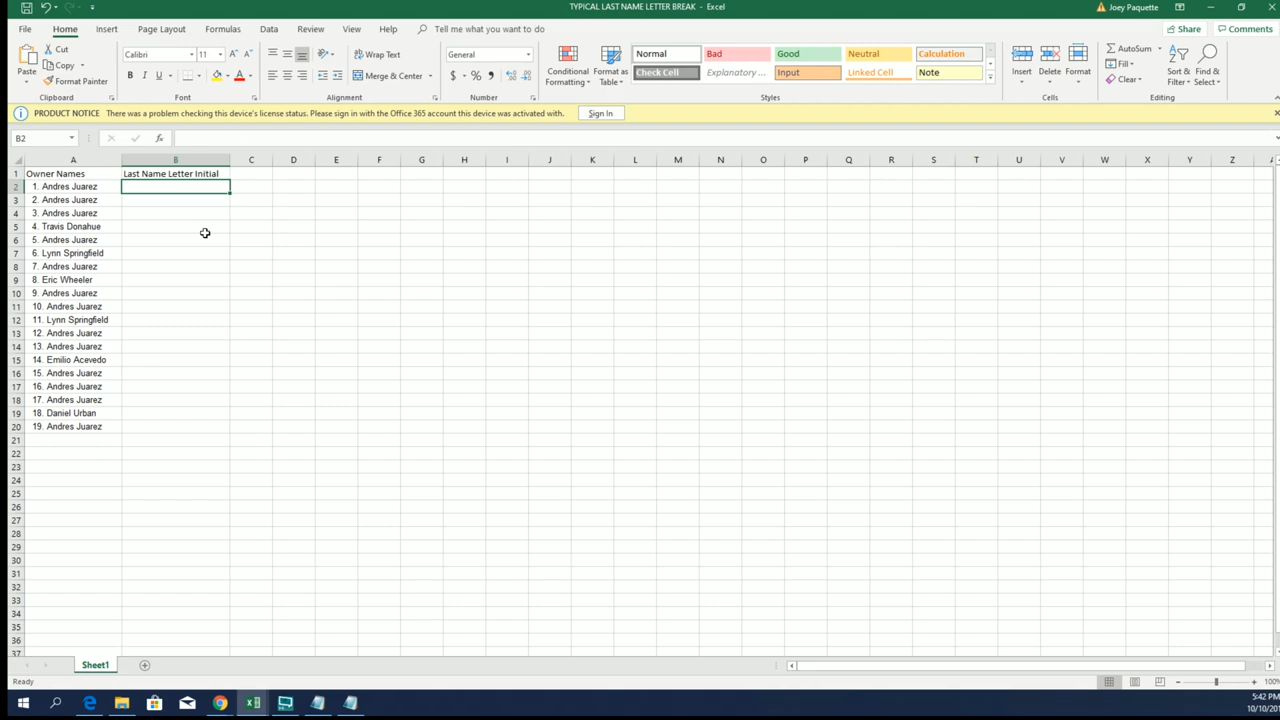 TYPICAL LAST NAME LETTER BREAK - Excel
Joey Paquette
File Home Insert Page Layout Formulas Data Review View Help Tell me what you want to do Share Comments
Paste Cut Copy Format Painter Clipboard
Calibri 11 B I U A Font
Wrap Text Merge & Center Alignment
General $ % , Number
Conditional Formatting Format as Table
Normal Bad Good Neutral Calculation
Check Cell Explanatory ... Input Linked Cell Note
Styles
Insert Delete Format Cells
AutoSum Fill Clear Sort & Filter Find & Select Editing
PRODUCT NOTICE There was a problem checking this device's license status. Please sign in with the Office 365 account this device was activated with. Sign In
B2 fx
A B C D E F G H I J K L M N O P Q R S T U V W X Y Z
1 Owner Names Last Name Letter Initial
2 1. Andres Juarez
3 2. Andres Juarez
4 3. Andres Juarez
5 4. Travis Donahue
6 5. Andres Juarez
7 6. Lynn Springfield
8 7. Andres Juarez
9 8. Eric Wheeler
10 9. Andres Juarez
11 10. Andres Juarez
12 11. Lynn Springfield
13 12. Andres Juarez
14 13. Andres Juarez
15 14. Emilio Acevedo
16 15. Andres Juarez
17 16. Andres Juarez
18 17. Andres Juarez
19 18. Daniel Urban
20 19. Andres Juarez
21
22
23
24
25
26
27
28
29
30
31
32
33
34
35
36
37
Sheet1
Ready
100%
5:42 PM
10/10/20